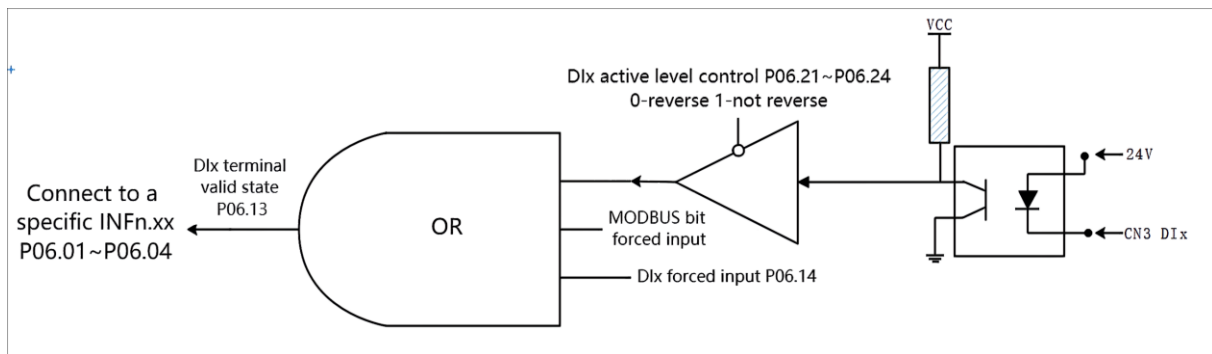 VCC
DIx active level control P06.21~P06.24
0-reverse 1-not reverse
24V
DIx terminal
valid state
P06.13
Connect to a
specific INFn.xx
P06.01~P06.04
OR
MODBUS bit
forced input
CN3 DIx
DIx forced input P06.14